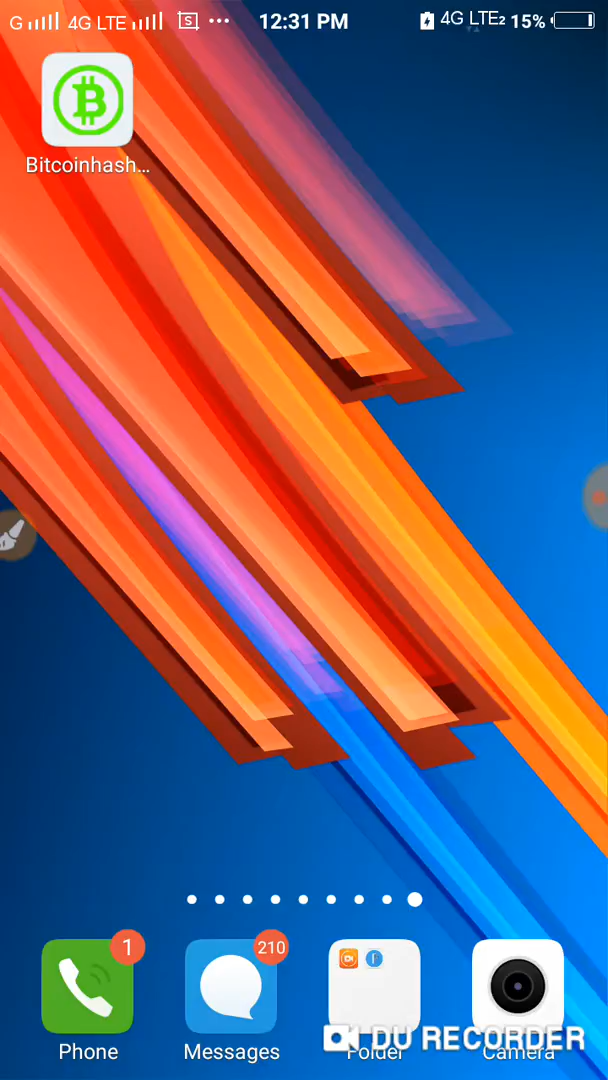 G 4G LTE S ••• 12:31 PM 4G LTE2 15%
Bitcoinhash...
1
210
Phone
Messages
Folder
Camera
DU RECORDER